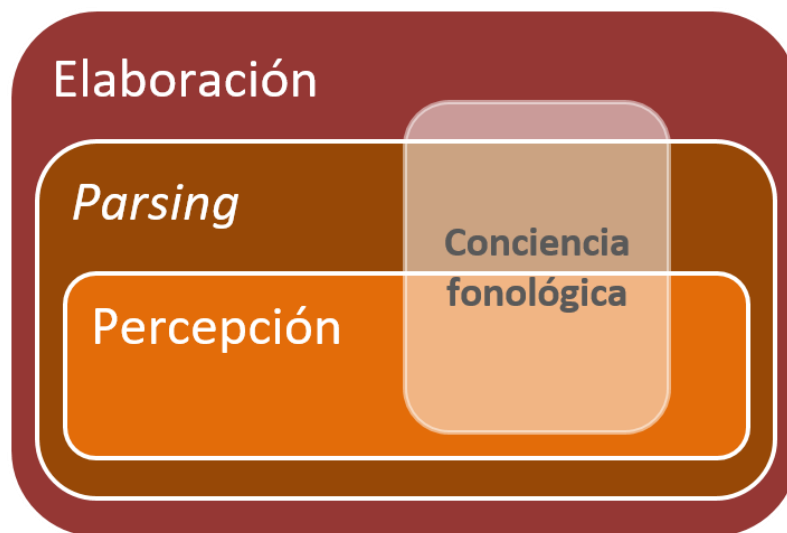 Elaboración
Parsing
Conciencia
fonológica
Percepción